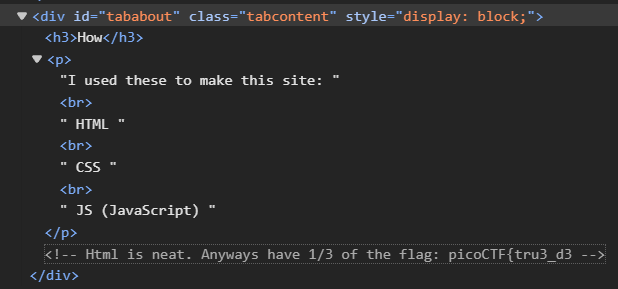 ▼<div id="tababout" class="tabcontent" style="display: block;">
<h3>How</h3>
▼<p>
"I used these to make this site: "
<br>
" HTML "
<br>
" CSS "
<br>
" JS (JavaScript) "
</p>
<!-- Html is neat. Anyways have 1/3 of the flag: picoCTF{tru3_d3 -->
</div>